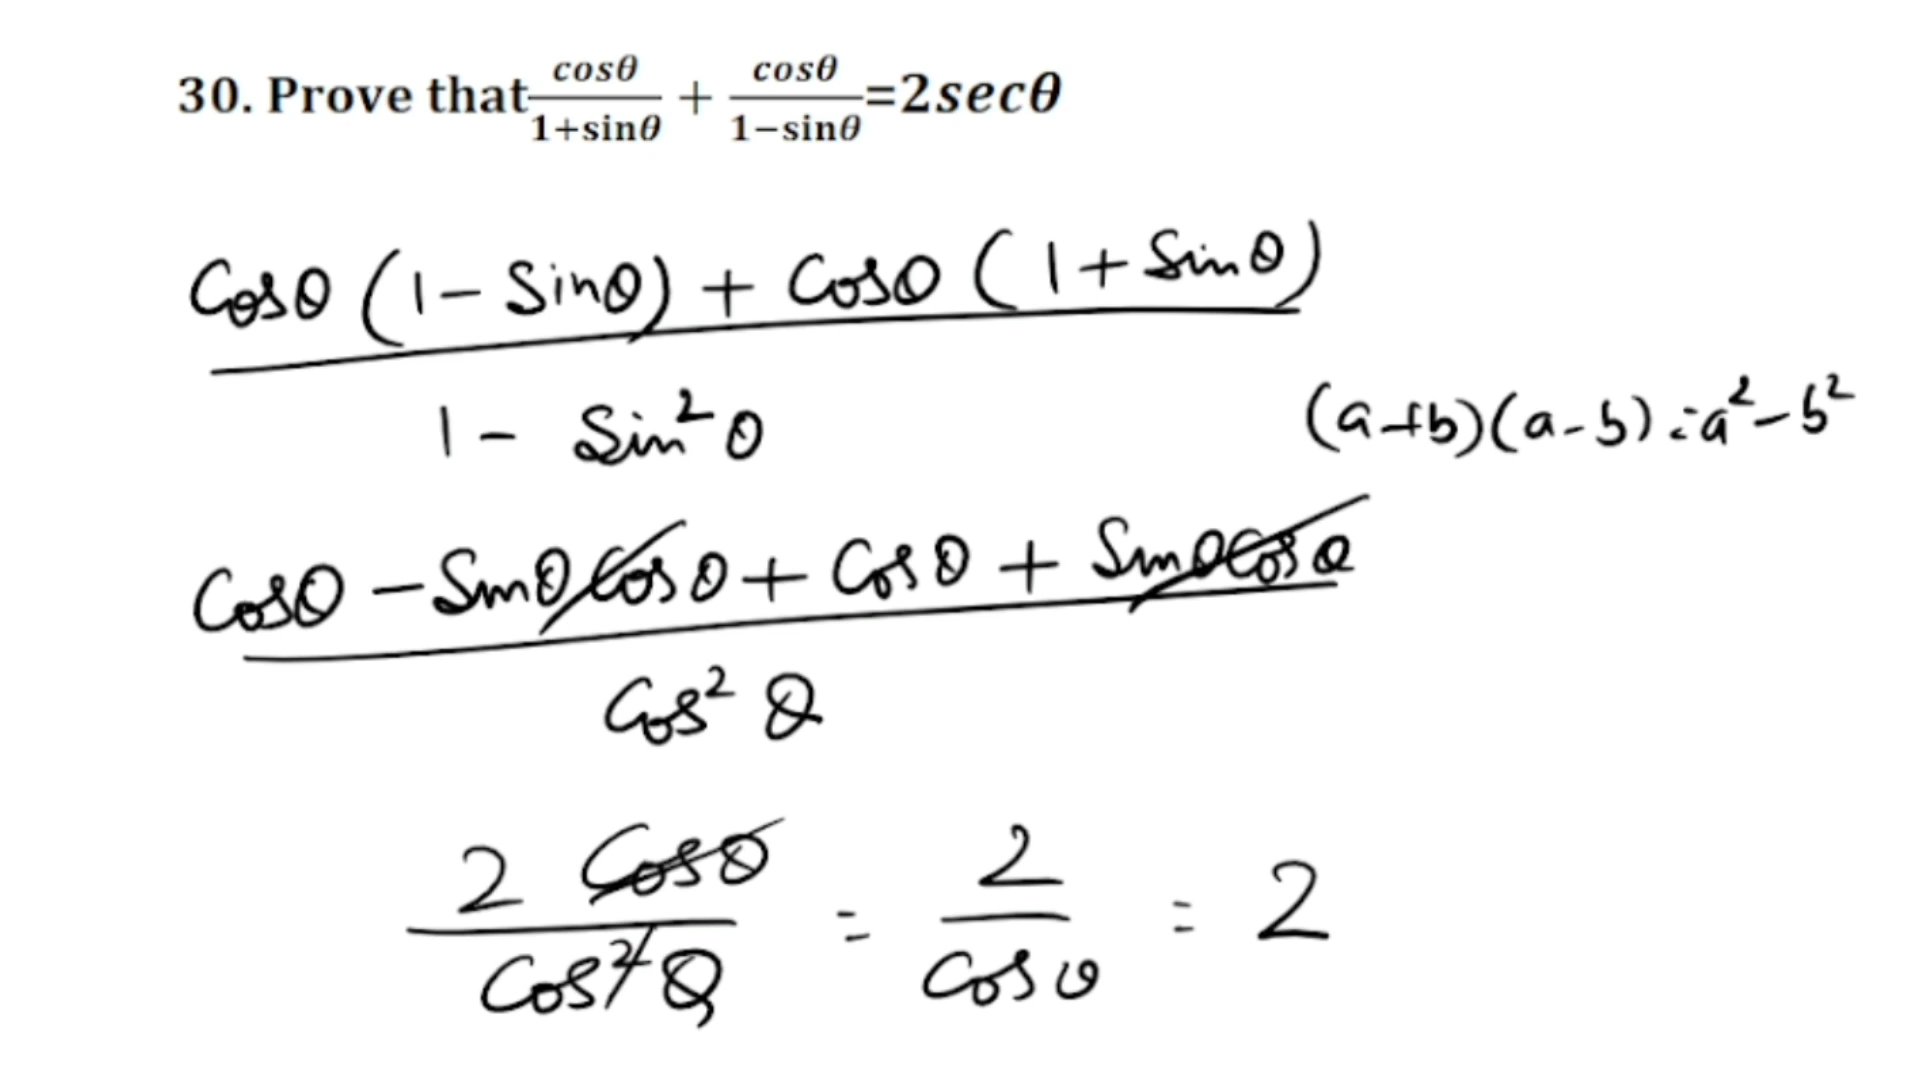 30. Prove that cosθ/1+sinθ + cosθ/1−sinθ =2secθ
Cosθ (1 − Sinθ) + Cosθ (1 + Sinθ)
1 − Sin²θ
(a+b)(a-b) = a² − b²
Cosθ − Sinθ Cosθ + Cosθ + Sinθ Cosθ
Cos²θ
2 Cosθ / Cos²θ = 2 / Cosθ = 2